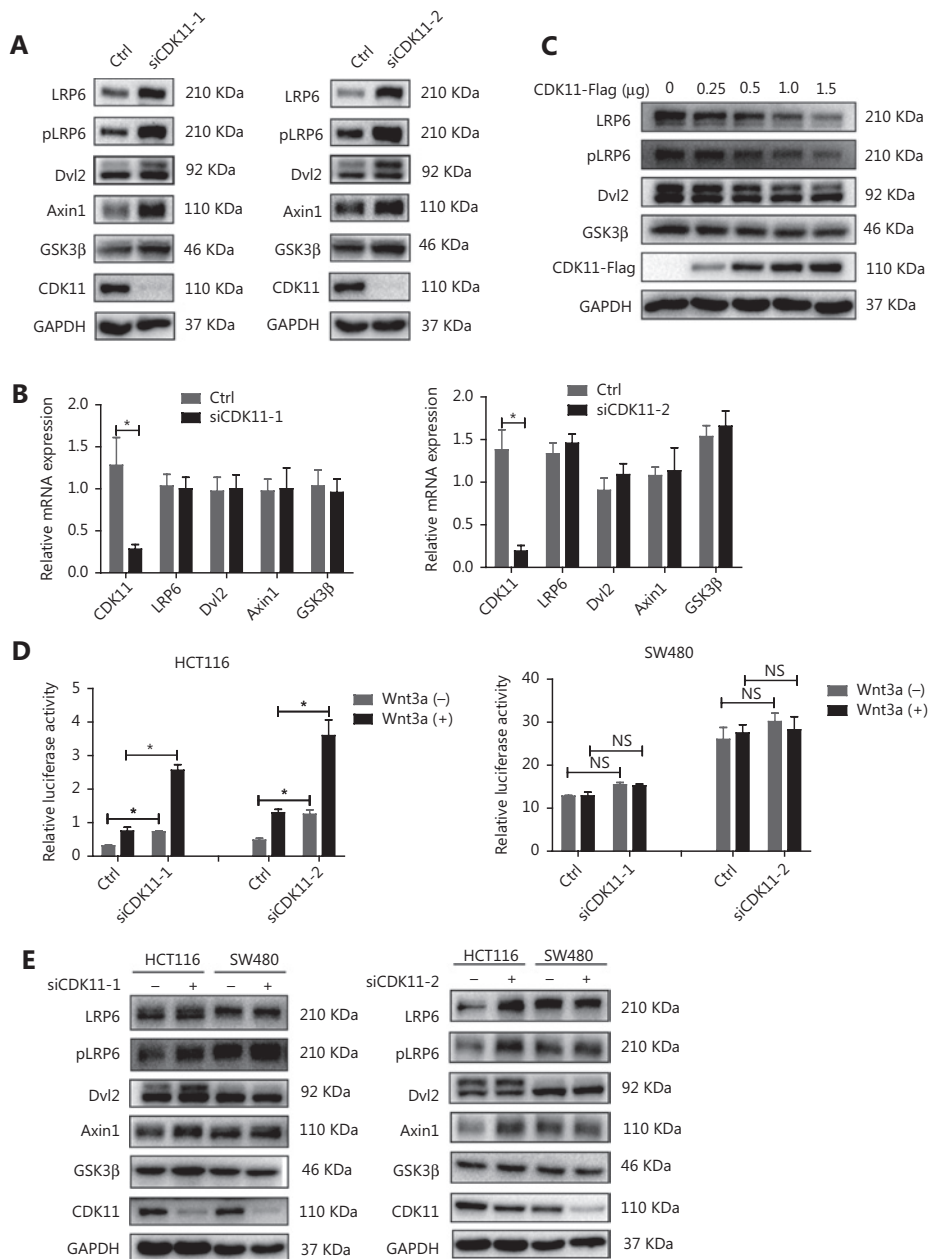 A
Ctrl siCDK11-1
LRP6 210 KDa
pLRP6 210 KDa
Dvl2 92 KDa
Axin1 110 KDa
GSK3β 46 KDa
CDK11 110 KDa
GAPDH 37 KDa
Ctrl siCDK11-2
LRP6 210 KDa
pLRP6 210 KDa
Dvl2 92 KDa
Axin1 110 KDa
GSK3β 46 KDa
CDK11 110 KDa
GAPDH 37 KDa
C
CDK11-Flag (μg) 0 0.25 0.5 1.0 1.5
LRP6 210 KDa
pLRP6 210 KDa
Dvl2 92 KDa
GSK3β 46 KDa
CDK11-Flag 110 KDa
GAPDH 37 KDa
B
Relative mRNA expression
2.0
1.5
1.0
0.5
0.0
Ctrl
siCDK11-1
*
CDK11 LRP6 Dvl2 Axin1 GSK3β
Relative mRNA expression
2.0
1.5
1.0
0.5
0.0
Ctrl
siCDK11-2
*
CDK11 LRP6 Dvl2 Axin1 GSK3β
D
HCT116
Relative luciferase activity
5
4
3
2
1
0
Wnt3a (–)
Wnt3a (+)
* *
* *
Ctrl siCDK11-1 Ctrl siCDK11-2
SW480
Relative luciferase activity
40
30
20
10
0
Wnt3a (–)
Wnt3a (+)
NS NS
NS NS
Ctrl siCDK11-1 Ctrl siCDK11-2
E
HCT116 SW480
siCDK11-1 – + – +
LRP6 210 KDa
pLRP6 210 KDa
Dvl2 92 KDa
Axin1 110 KDa
GSK3β 46 KDa
CDK11 110 KDa
GAPDH 37 KDa
HCT116 SW480
siCDK11-2 – + – +
LRP6 210 KDa
pLRP6 210 KDa
Dvl2 92 KDa
Axin1 110 KDa
GSK3β 46 KDa
CDK11 110 KDa
GAPDH 37 KDa